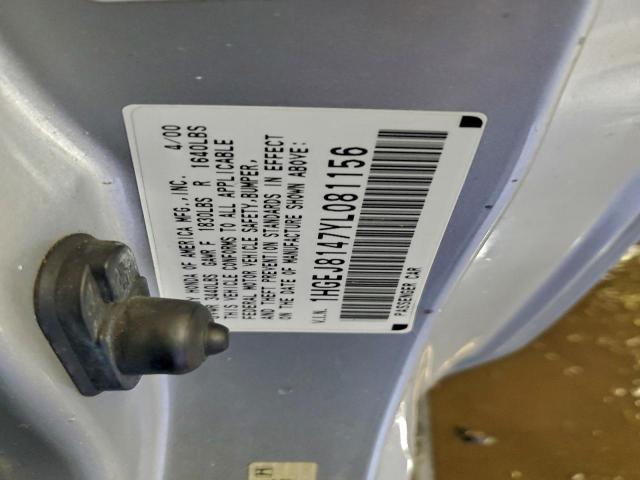 BY HONDA OF AMERICA MFG.,INC. 4/00
GVWR 3440LBS GAWR F 1830LBS R 1640LBS
THIS VEHICLE CONFORMS TO ALL APPLICABLE
FEDERAL MOTOR VEHICLE SAFETY,BUMPER,
AND THEFT PREVENTION STANDARDS IN EFFECT
ON THE DATE OF MANUFACTURE SHOWN ABOVE:
V.I.N. 1HGEJ8147YL081156
PASSENGER CAR
H